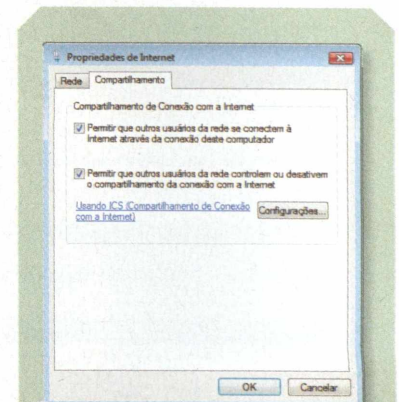 Propriedades de Internet
Rede
Compartilhamento
Compartilhamento de Conexão com a Internet
Permitir que outros usuários da rede se conectem à
Internet através da conexão deste computador
Permitir que outros usuários da rede controlem ou desativem
o compartilhamento da conexão com a Internet
Usando ICS (Compartilhamento de Conexão
com a Internet)
Configurações...
OK
Cancelar